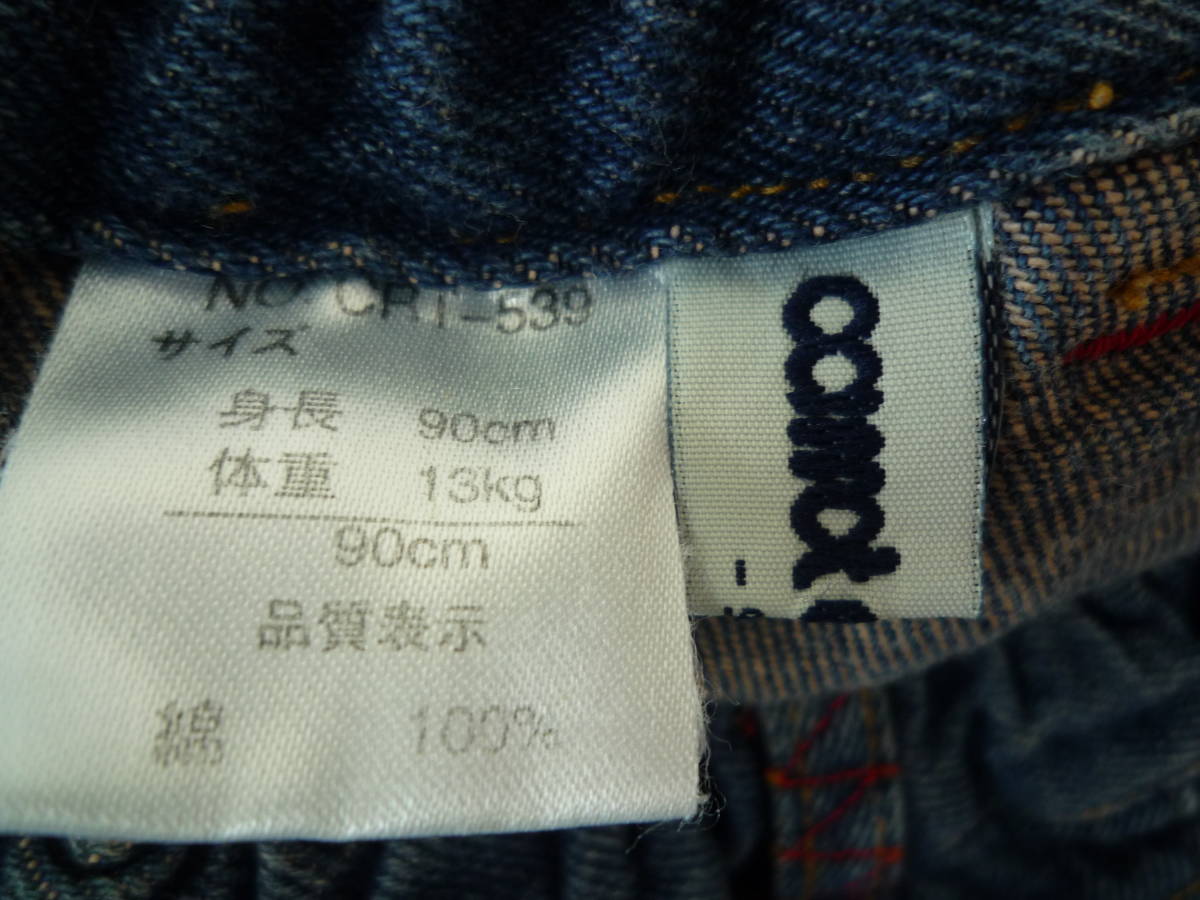 NO CRT-539
サイズ
身長 90cm
体重 13kg
90cm
品質表示
綿 100%